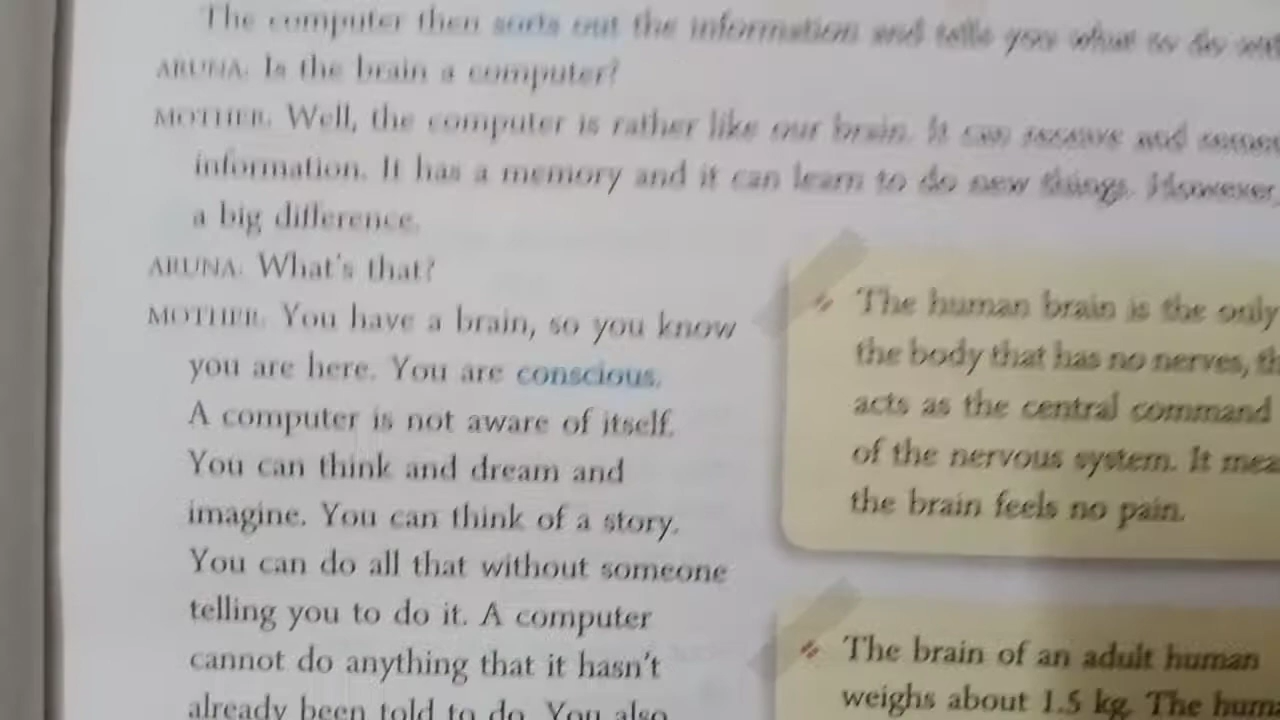 The computer then sorts out the information and tells you what to do
ARUNA: Is the brain a computer?
MOTHER: Well, the computer is rather like our brain. It can receive and
information. It has a memory and it can learn to do new things. However,
a big difference.
ARUNA: What's that?
MOTHER: You have a brain, so you know
you are here. You are conscious.
A computer is not aware of itself.
You can think and dream and
imagine. You can think of a story.
You can do all that without someone
telling you to do it. A computer
cannot do anything that it hasn't
already been told to do. You also
The human brain is the only
the body that has no nerves,
acts as the central command
of the nervous system. It
the brain feels no pain.
The brain of an adult human
weighs about 1.5 kg. The